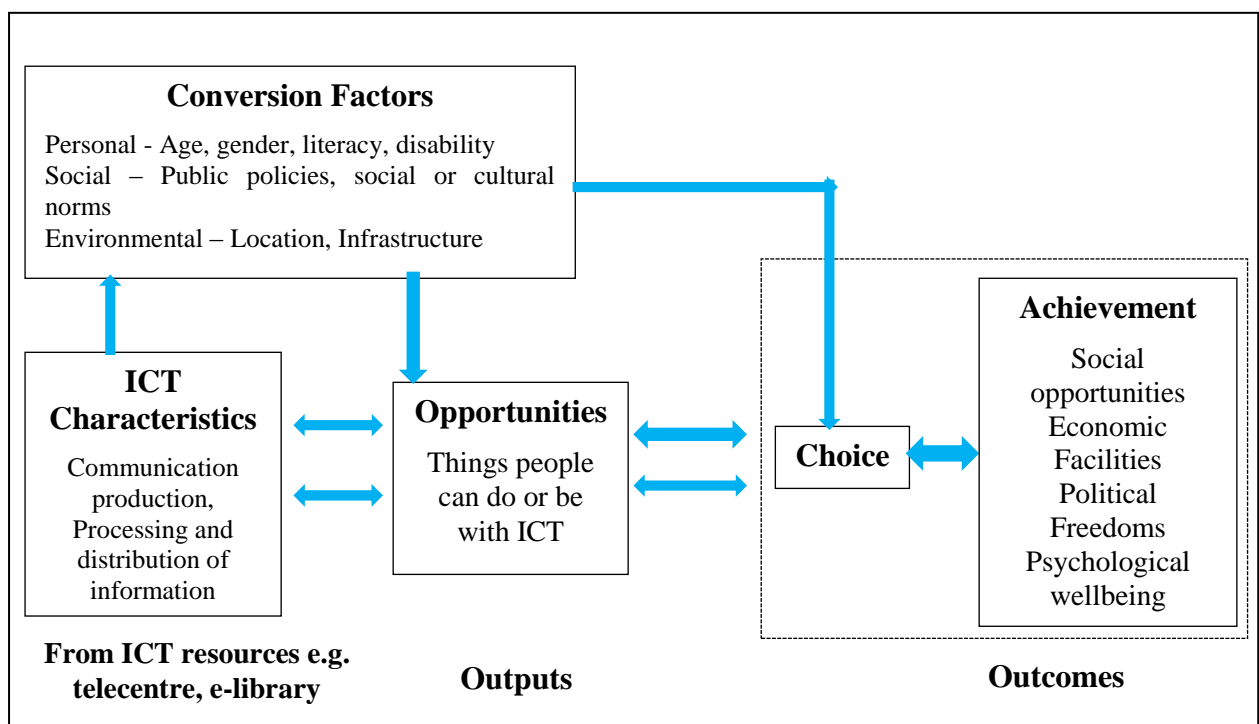 Conversion Factors
Personal - Age, gender, literacy, disability
Social – Public policies, social or cultural
norms
Environmental – Location, Infrastructure
ICT
Characteristics
Communication
production,
Processing and
distribution of
information
From ICT resources e.g.
telecentre, e-library
Opportunities
Things people
can do or be
with ICT
Outputs
Choice
Achievement
Social
opportunities
Economic
Facilities
Political
Freedoms
Psychological
wellbeing
Outcomes